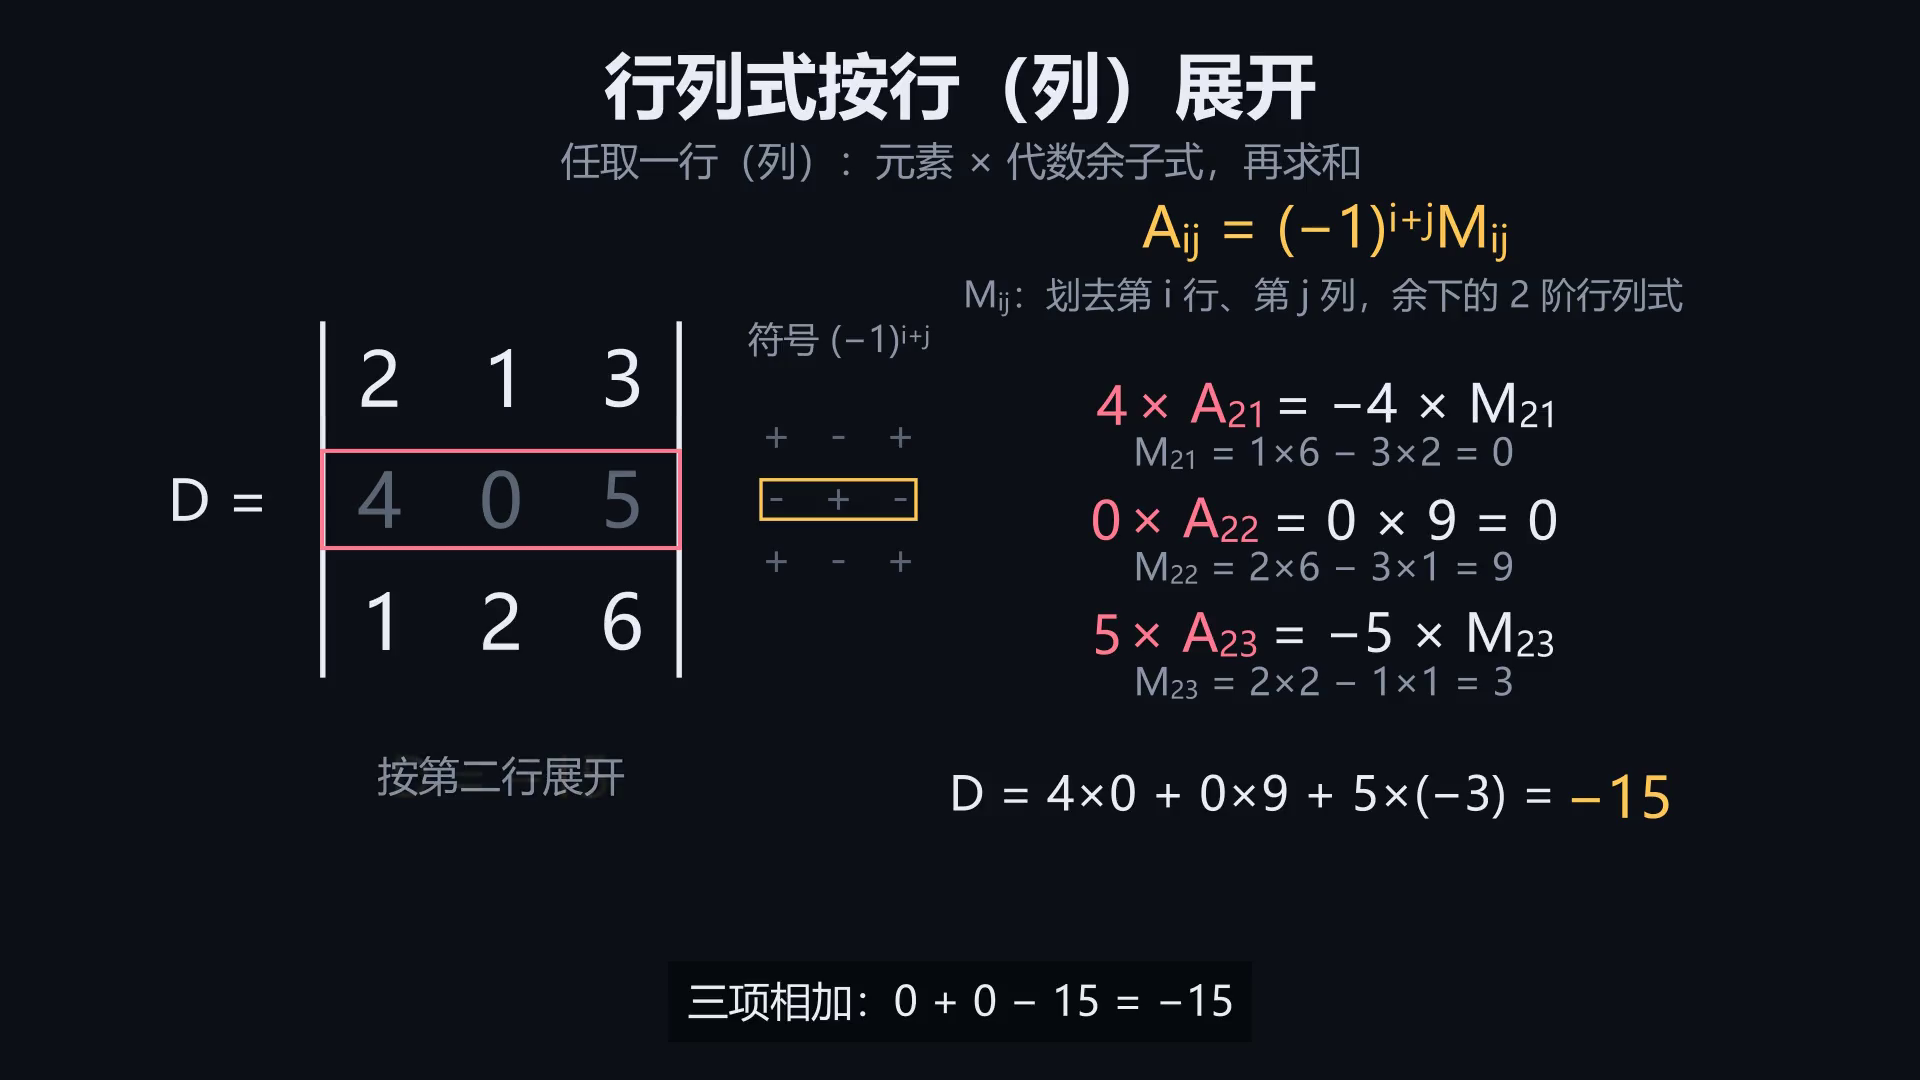 行列式按行（列）展开
任取一行（列）：元素 × 代数余子式，再求和
Aᵢⱼ = (−1)ⁱ⁺ʲMᵢⱼ
Mᵢⱼ：划去第 i 行、第 j 列，余下的 2 阶行列式
符号 (−1)ⁱ⁺ʲ
D =
2 1 3
4 0 5
1 2 6
+ - +
- + -
+ - +
4 × A₂₁ = −4 × M₂₁
M₂₁ = 1×6 − 3×2 = 0
0 × A₂₂ = 0 × 9 = 0
M₂₂ = 2×6 − 3×1 = 9
5 × A₂₃ = −5 × M₂₃
M₂₃ = 2×2 − 1×1 = 3
按第二行展开
D = 4×0 + 0×9 + 5×(−3) = −15
三项相加：0 + 0 − 15 = −15